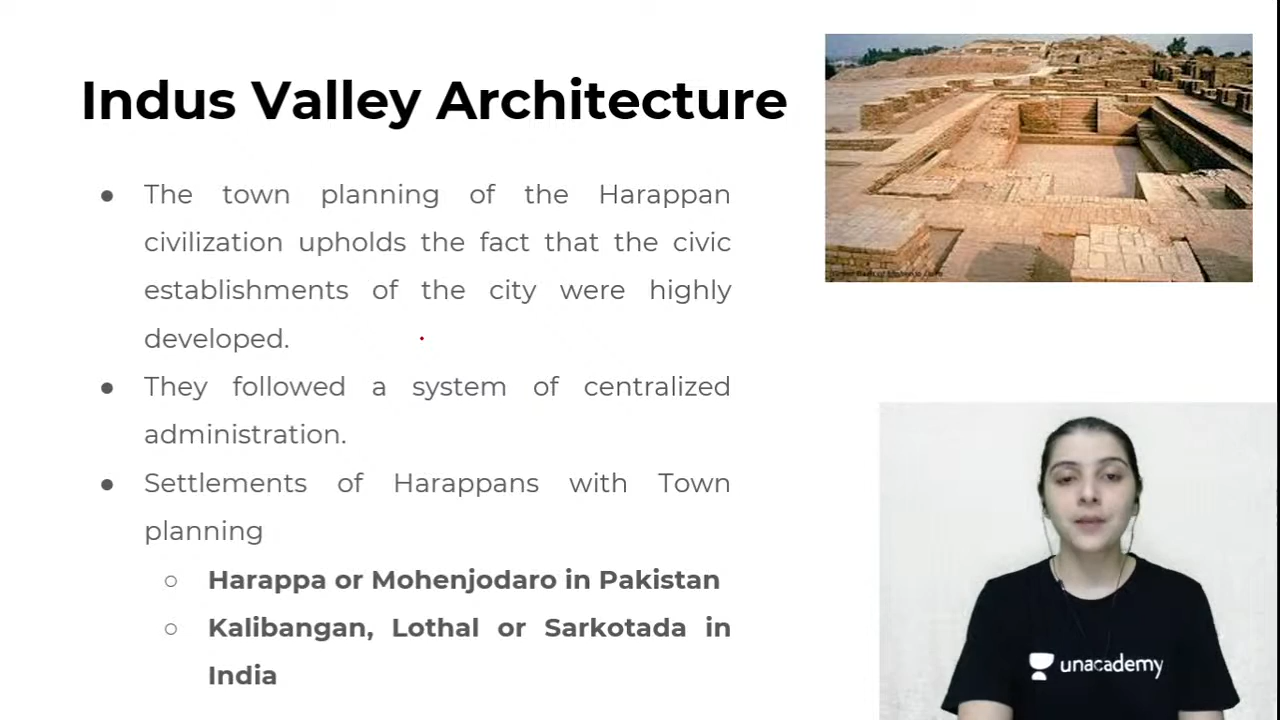 Indus Valley Architecture
● The town planning of the Harappan
civilization upholds the fact that the civic
establishments of the city were highly
developed.
● They followed a system of centralized
administration.
● Settlements of Harappans with Town
planning
○ Harappa or Mohenjodaro in Pakistan
○ Kalibangan, Lothal or Sarkotada in
India
unacademy